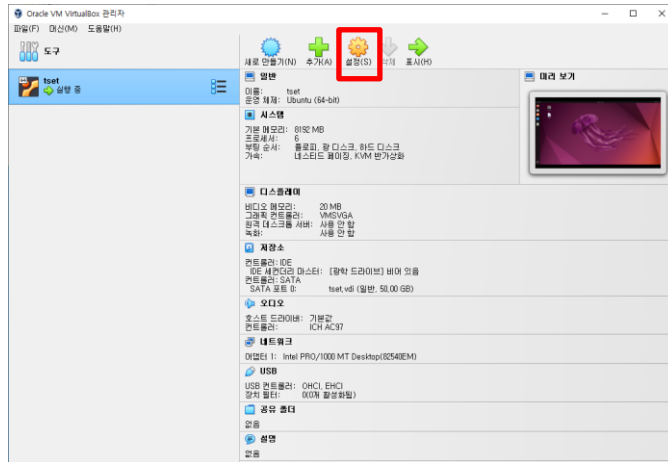 Oracle VM VirtualBox 관리자
파일(F) 머신(M) 도움말(H)
도구
새로 만들기(N) 추가(A) 설정(S) 삭제 표시(H)
tset
실행 중
일반
이름: tset
운영 체제: Ubuntu (64-bit)
시스템
기본 메모리: 8192 MB
프로세서: 6
부팅 순서: 플로피, 광 디스크, 하드 디스크
가속: 네스티드 페이징, KVM 반가상화
미리 보기
디스플레이
비디오 메모리: 20 MB
그래픽 컨트롤러: VMSVGA
원격 데스크톱 서버: 사용 안 함
녹화: 사용 안 함
저장소
컨트롤러: IDE
IDE 세컨더리 마스터: [광학 드라이브] 비어 있음
컨트롤러: SATA
SATA 포트 0: tset.vdi (일반, 50.00 GB)
오디오
호스트 드라이버: 기본값
컨트롤러: ICH AC97
네트워크
어댑터 1: Intel PRO/1000 MT Desktop(82540EM)
USB
USB 컨트롤러: OHCI, EHCI
장치 필터: 0(0개 활성화됨)
공유 폴더
없음
설명
없음